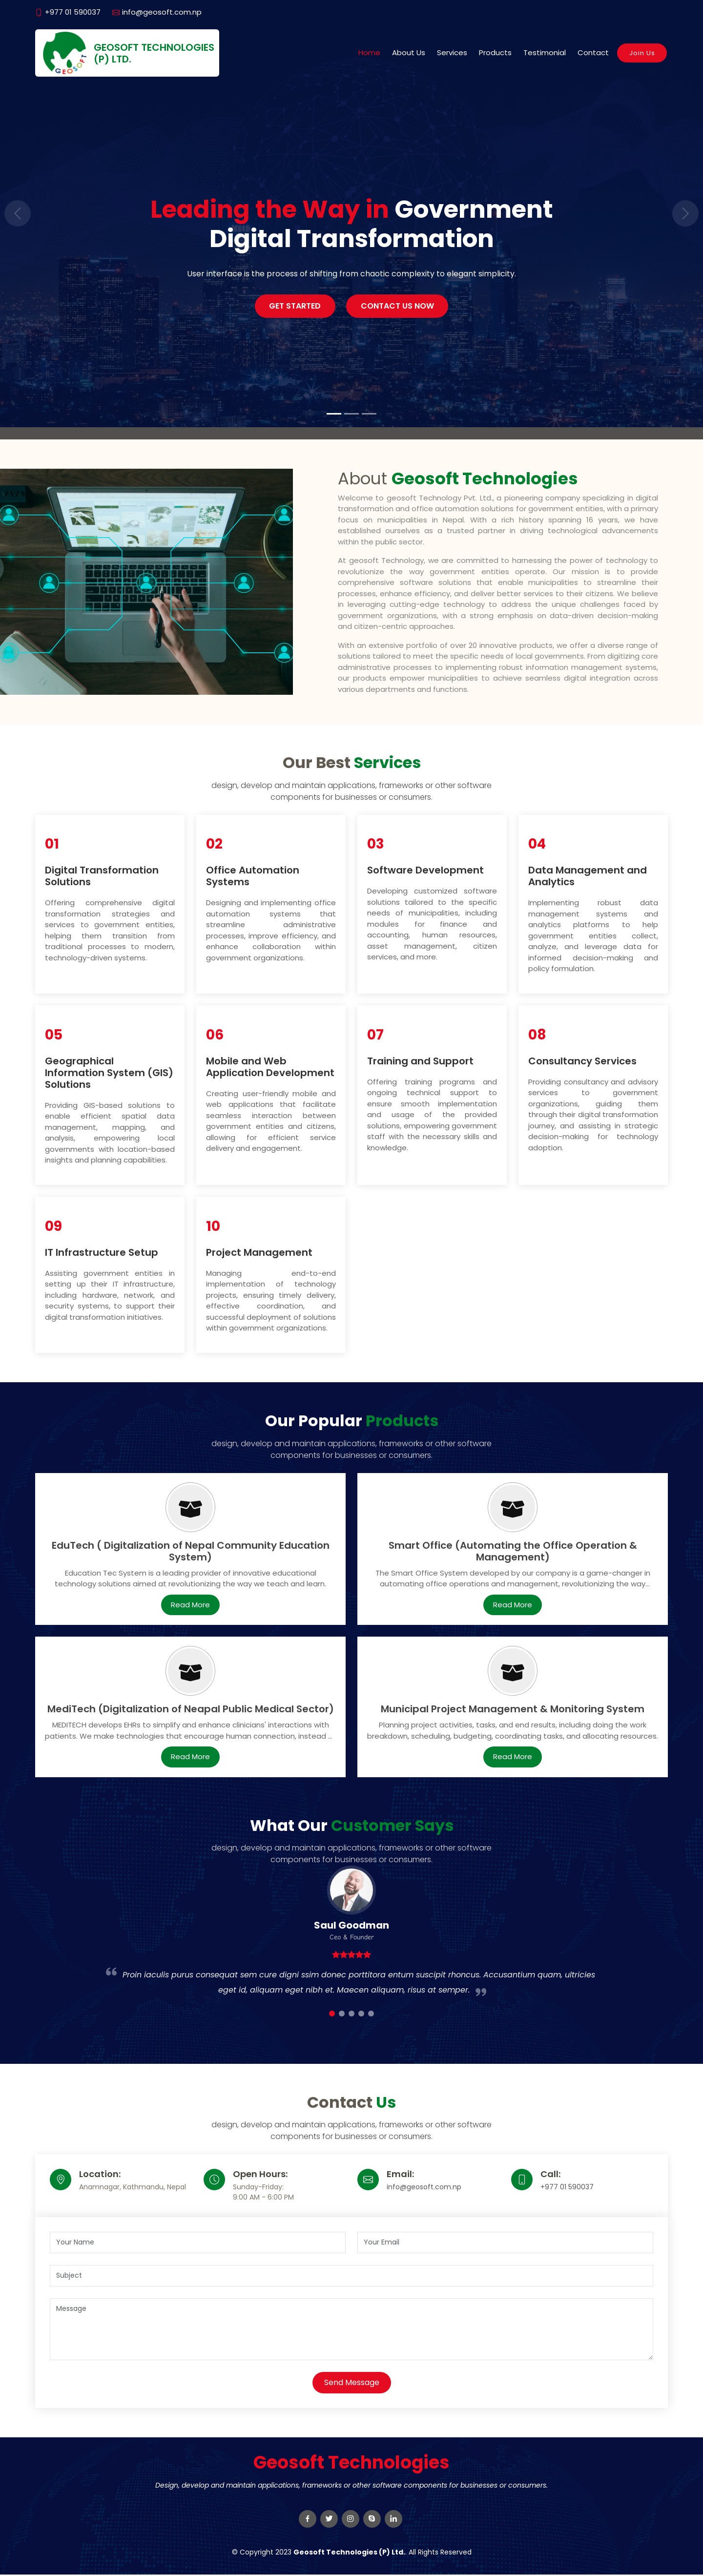 +977 01 590037 info@geosoft.com.np
GEOSOFT TECHNOLOGIES
(P) LTD.
GEOSOFT
Home About Us Services Products Testimonial Contact Join Us
Leading the Way in Government
Digital Transformation
User interface is the process of shifting from chaotic complexity to elegant simplicity.
GET STARTED CONTACT US NOW
About Geosoft Technologies
Welcome to geosoft Technology Pvt. Ltd., a pioneering company specializing in digital
transformation and office automation solutions for government entities, with a primary
focus on municipalities in Nepal. With a rich history spanning 16 years, we have
established ourselves as a trusted partner in driving technological advancements
within the public sector.
At geosoft Technology, we are committed to harnessing the power of technology to
revolutionize the way government entities operate. Our mission is to provide
comprehensive software solutions that enable municipalities to streamline their
processes, enhance efficiency, and deliver better services to their citizens. We believe
in leveraging cutting-edge technology to address the unique challenges faced by
government organizations, with a strong emphasis on data-driven decision-making
and citizen-centric approaches.
With an extensive portfolio of over 20 innovative products, we offer a diverse range of
solutions tailored to meet the specific needs of local governments. From digitizing core
administrative processes to implementing robust information management systems,
our products empower municipalities to achieve seamless digital integration across
various departments and functions.
Our Best Services
design, develop and maintain applications, frameworks or other software
components for businesses or consumers.
01
Digital Transformation
Solutions
Offering comprehensive digital
transformation strategies and
services to government entities,
helping them transition from
traditional processes to modern,
technology-driven systems.
02
Office Automation
Systems
Designing and implementing office
automation systems that
streamline administrative
processes, improve efficiency, and
enhance collaboration within
government organizations.
03
Software Development
Developing customized software
solutions tailored to the specific
needs of municipalities, including
modules for finance and
accounting, human resources,
asset management, citizen
services, and more.
04
Data Management and
Analytics
Implementing robust data
management systems and
analytics platforms to help
government entities collect,
analyze, and leverage data for
informed decision-making and
policy formulation.
05
Geographical
Information System (GIS)
Solutions
Providing GIS-based solutions to
enable efficient spatial data
management, mapping, and
analysis, empowering local
governments with location-based
insights and planning capabilities.
06
Mobile and Web
Application Development
Creating user-friendly mobile and
web applications that facilitate
seamless interaction between
government entities and citizens,
allowing for efficient service
delivery and engagement.
07
Training and Support
Offering training programs and
ongoing technical support to
ensure smooth implementation
and usage of the provided
solutions, empowering government
staff with the necessary skills and
knowledge.
08
Consultancy Services
Providing consultancy and advisory
services to government
organizations, guiding them
through their digital transformation
journey, and assisting in strategic
decision-making for technology
adoption.
09
IT Infrastructure Setup
Assisting government entities in
setting up their IT infrastructure,
including hardware, network, and
security systems, to support their
digital transformation initiatives.
10
Project Management
Managing end-to-end
implementation of technology
projects, ensuring timely delivery,
effective coordination, and
successful deployment of solutions
within government organizations.
Our Popular Products
design, develop and maintain applications, frameworks or other software
components for businesses or consumers.
EduTech ( Digitalization of Nepal Community Education
System)
Education Tec System is a leading provider of innovative educational
technology solutions aimed at revolutionizing the way we teach and learn.
Read More
Smart Office (Automating the Office Operation &
Management)
The Smart Office System developed by our company is a game-changer in
automating office operations and management, revolutionizing the way...
Read More
MediTech (Digitalization of Neapal Public Medical Sector)
MEDITECH develops EHRs to simplify and enhance clinicians' interactions with
patients. We make technologies that encourage human connection, instead ...
Read More
Municipal Project Management & Monitoring System
Planning project activities, tasks, and end results, including doing the work
breakdown, scheduling, budgeting, coordinating tasks, and allocating resources.
Read More
What Our Customer Says
design, develop and maintain applications, frameworks or other software
components for businesses or consumers.
Saul Goodman
Ceo & Founder
Proin iaculis purus consequat sem cure digni ssim donec porttitora entum suscipit rhoncus. Accusantium quam, ultricies
eget id, aliquam eget nibh et. Maecen aliquam, risus at semper.
Contact Us
design, develop and maintain applications, frameworks or other software
components for businesses or consumers.
Location:
Anamnagar, Kathmandu, Nepal
Open Hours:
Sunday-Friday:
9:00 AM - 6:00 PM
Email:
info@geosoft.com.np
Call:
+977 01 590037
Your Name Your Email
Subject
Message
Send Message
Geosoft Technologies
Design, develop and maintain applications, frameworks or other software components for businesses or consumers.
© Copyright 2023 Geosoft Technologies (P) Ltd. All Rights Reserved